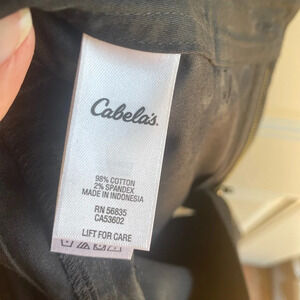 Cabela's.
98% COTTON
2% SPANDEX
MADE IN INDONESIA
RN 56835
CA53602
LIFT FOR CARE